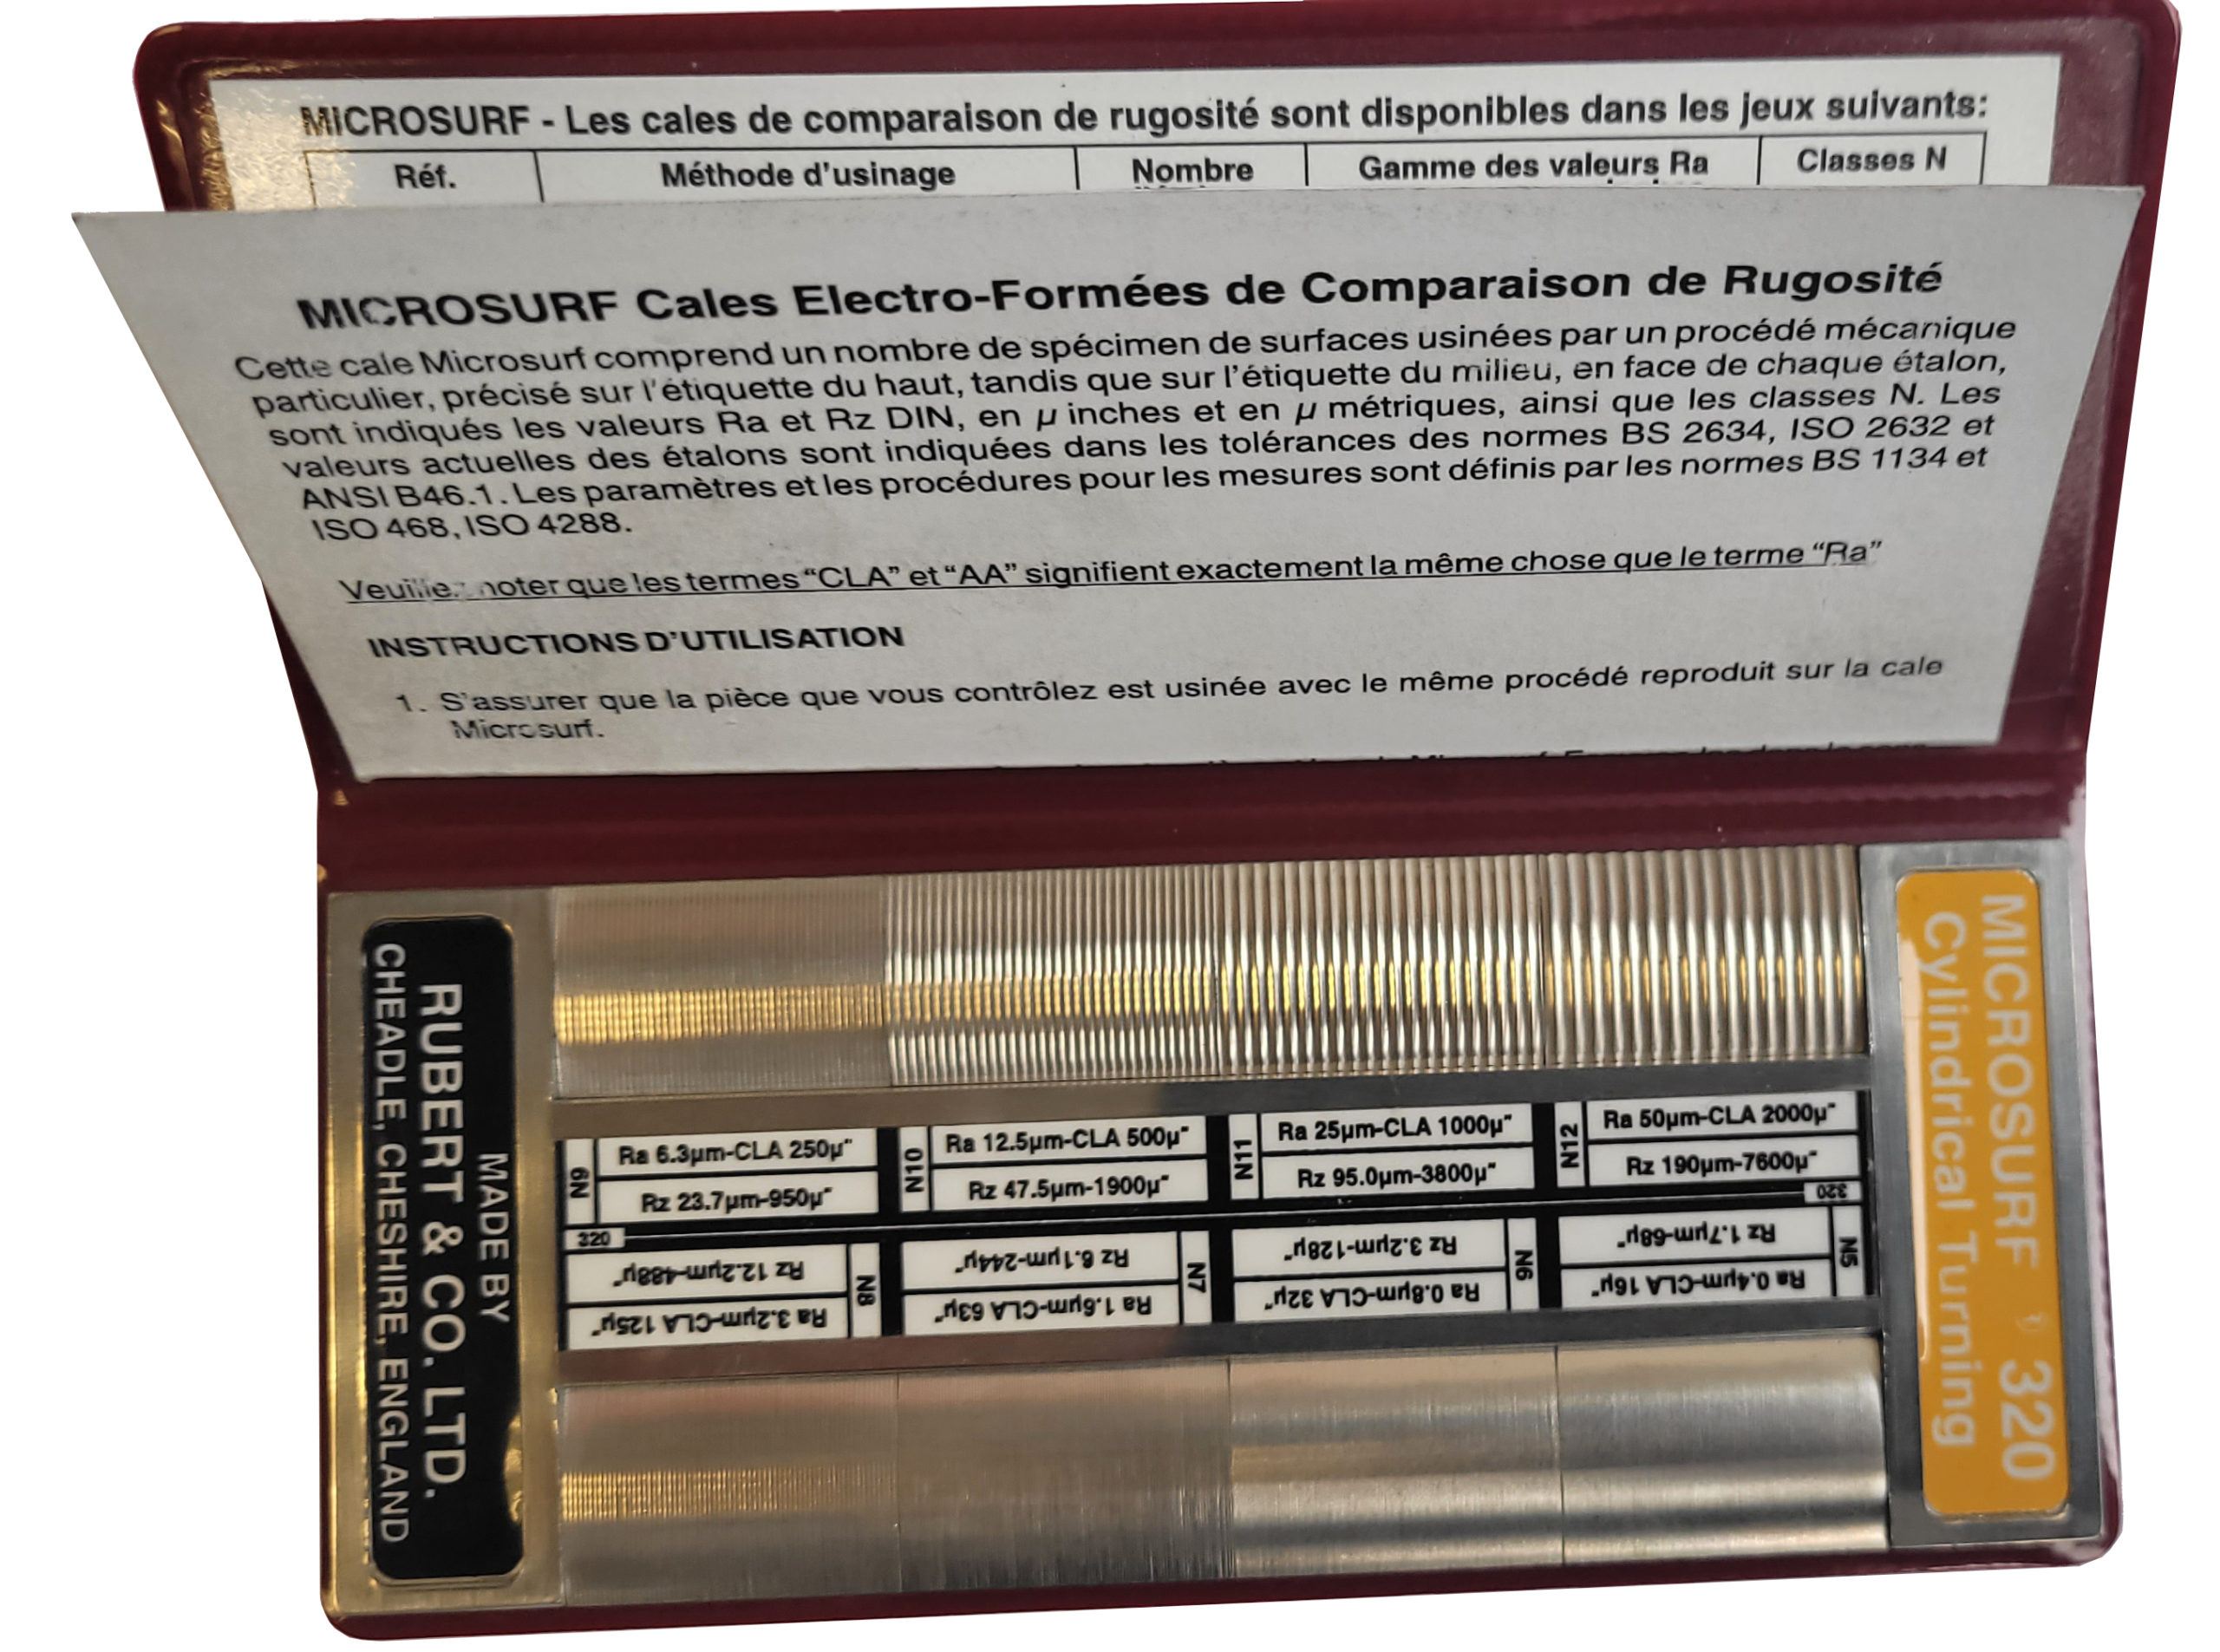 MICROSURF - Les cales de comparaison de rugosité sont disponibles dans les jeux suivants:
Réf. Méthode d'usinage Nombre Gamme des valeurs Ra Classes N
MICROSURF Cales Electro-Formées de Comparaison de Rugosité
Cette cale Microsurf comprend un nombre de spécimen de surfaces usinées par un procédé mécanique
particulier, précisé sur l'étiquette du haut, tandis que sur l'étiquette du milieu, en face de chaque étalon,
sont indiqués les valeurs Ra et Rz DIN, en µ inches et en µ métriques, ainsi que les classes N. Les
valeurs actuelles des étalons sont indiquées dans les tolérances des normes BS 2634, ISO 2632 et
ANSI B46.1. Les paramètres et les procédures pour les mesures sont définis par les normes BS 1134 et
ISO 468, ISO 4288.
Veuillez noter que les termes “CLA” et “AA” signifient exactement la même chose que le terme “Ra”
INSTRUCTIONS D'UTILISATION
1. S'assurer que la pièce que vous contrôlez est usinée avec le même procédé reproduit sur la cale
Microsurf.
MADE BY
RUBERT & CO. LTD.
CHEADLE, CHESHIRE, ENGLAND
N9
Ra 6.3µm-CLA 250µ"
Rz 23.7µm-950µ"
N10
Ra 12.5µm-CLA 500µ"
Rz 47.5µm-1900µ"
N11
Ra 25µm-CLA 1000µ"
Rz 95.0µm-3800µ"
N12
Ra 50µm-CLA 2000µ"
Rz 190µm-7600µ"
320
320
N5
Ra 0.4µm-CLA 16µ"
Rz 1.7µm-68µ"
N6
Ra 0.8µm-CLA 32µ"
Rz 3.2µm-128µ"
N7
Ra 1.6µm-CLA 63µ"
Rz 6.1µm-244µ"
N8
Ra 3.2µm-CLA 125µ"
Rz 12.2µm-488µ"
MICROSURF 320
Cylindrical Turning